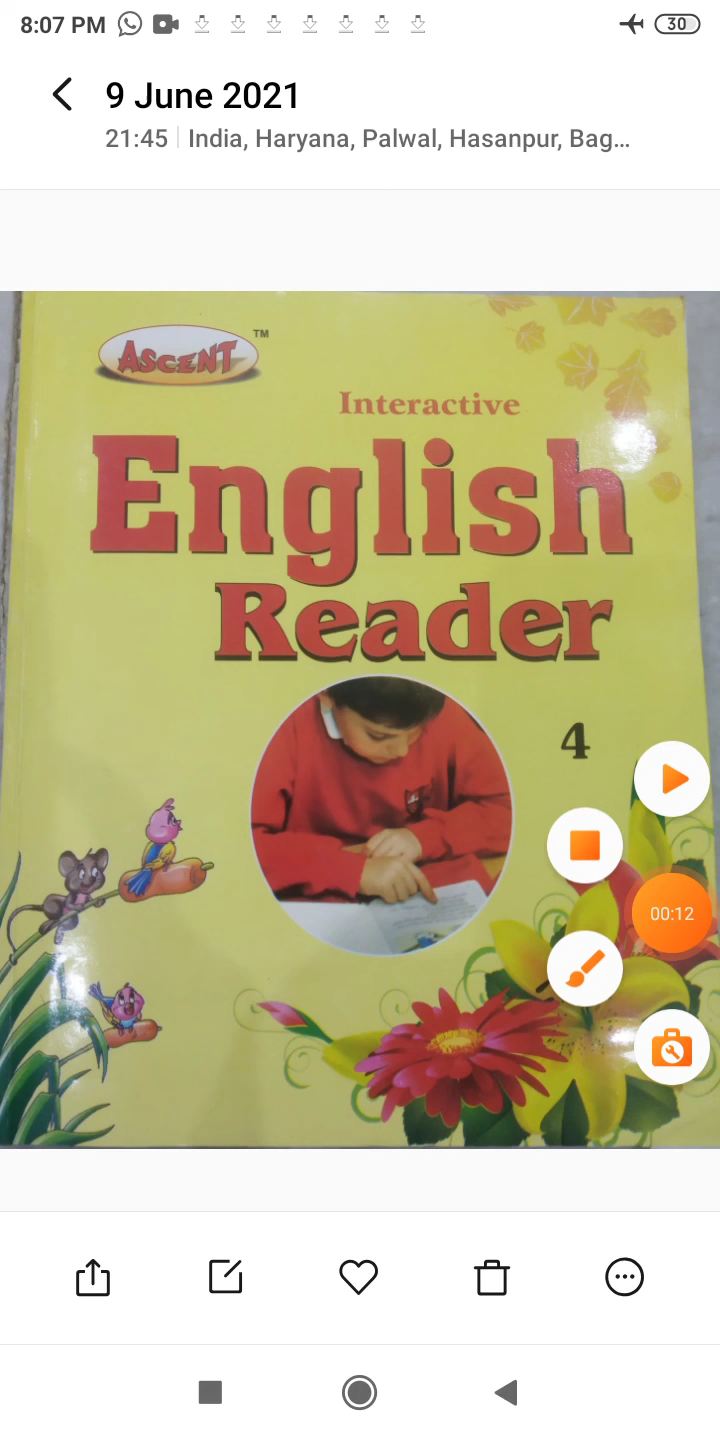 8:07 PM
30
9 June 2021
21:45 | India, Haryana, Palwal, Hasanpur, Bag...
ASCENT TM
Interactive
English
Reader
4
00:12